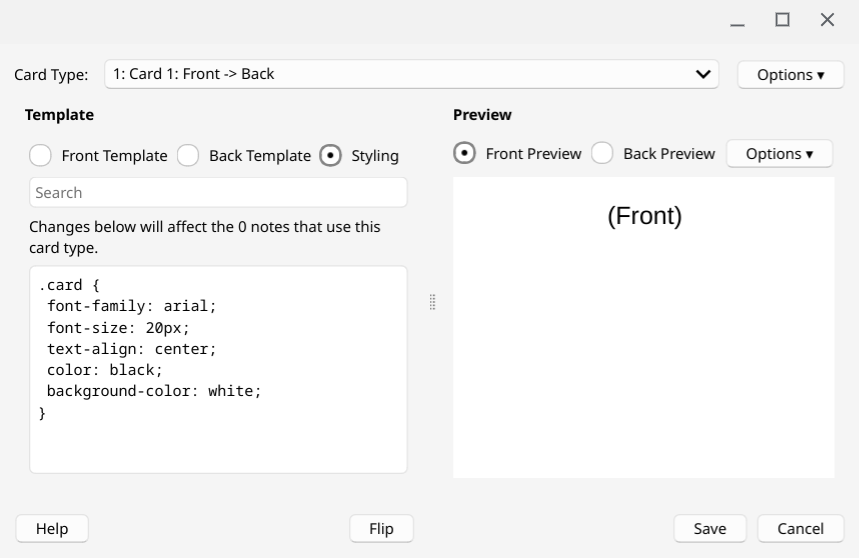 Card Type:
1: Card 1: Front -> Back
Options ▾
Template
Front Template
Back Template
Styling
Search
Changes below will affect the 0 notes that use this
card type.
.card {
 font-family: arial;
 font-size: 20px;
 text-align: center;
 color: black;
 background-color: white;
}
Preview
Front Preview
Back Preview
Options ▾
(Front)
Help
Flip
Save
Cancel